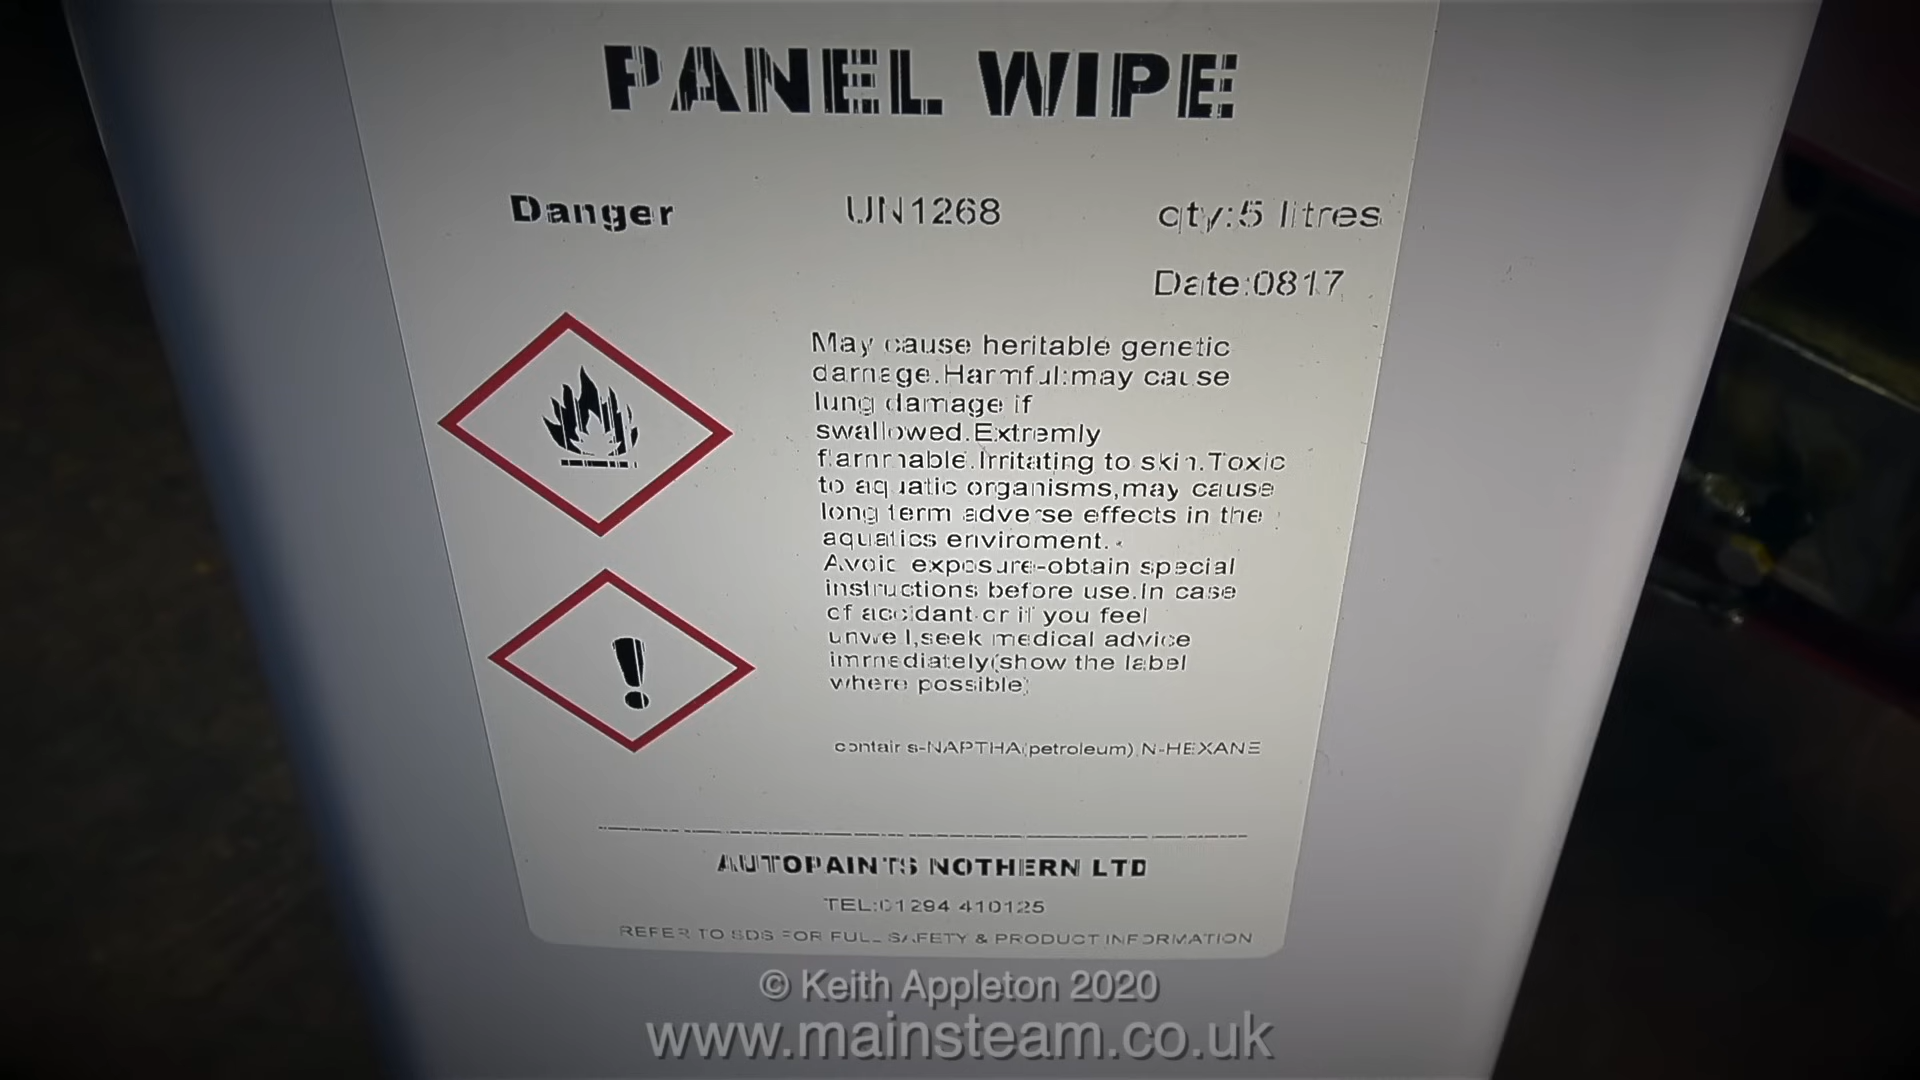 PANEL WIPE
Danger UN1268 qty:5 litres
Date:0817
May cause heritable genetic
damage.Harmful:may cause
lung damage if
swallowed.Extremly
flammable.Irritating to skin.Toxic
to aquatic organisms,may cause
long term adverse effects in the
aquatics enviroment.
Avoid exposure-obtain special
instructions before use.In case
of accidant or if you feel
unwell,seek medical advice
immediately(show the label
where possible)
contains-NAPTHA(petroleum),N-HEXANE
AUTOPAINTS NOTHERN LTD
TEL:01294 410125
REFER TO SDS FOR FULL SAFETY & PRODUCT INFORMATION
© Keith Appleton 2020
www.mainsteam.co.uk